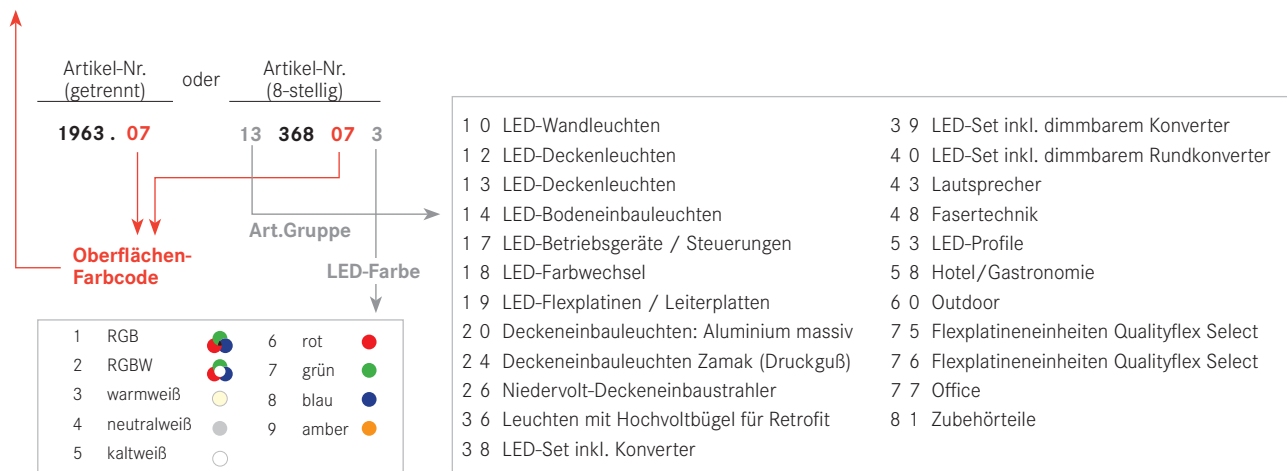 Artikel-Nr.
(getrennt)
oder
Artikel-Nr.
(8-stellig)
1963. 07
13 368 07 3
Art.Gruppe
Oberflächen-
Farbcode
LED-Farbe
1 RGB
2 RGBW
3 warmweiß
4 neutralweiß
5 kaltweiß
6 rot
7 grün
8 blau
9 amber
1 0 LED-Wandleuchten
1 2 LED-Deckenleuchten
1 3 LED-Deckenleuchten
1 4 LED-Bodeneinbauleuchten
1 7 LED-Betriebsgeräte / Steuerungen
1 8 LED-Farbwechsel
1 9 LED-Flexplatinen / Leiterplatten
2 0 Deckeneinbauleuchten: Aluminium massiv
2 4 Deckeneinbauleuchten Zamak (Druckguß)
2 6 Niedervolt-Deckeneinbaustrahler
3 6 Leuchten mit Hochvoltbügel für Retrofit
3 8 LED-Set inkl. Konverter
3 9 LED-Set inkl. dimmbarem Konverter
4 0 LED-Set inkl. dimmbarem Rundkonverter
4 3 Lautsprecher
4 8 Fasertechnik
5 3 LED-Profile
5 8 Hotel/Gastronomie
6 0 Outdoor
7 5 Flexplatineneinheiten Qualityflex Select
7 6 Flexplatineneinheiten Qualityflex Select
7 7 Office
8 1 Zubehörteile